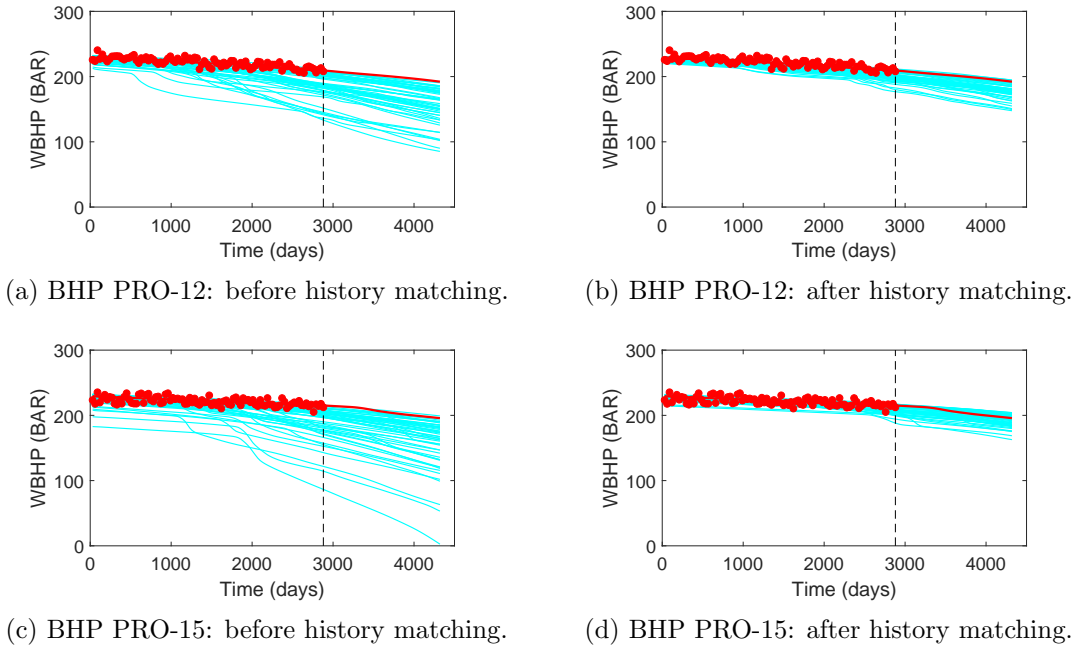 300
200
100
0
WBHP (BAR)
0 1000 2000 3000 4000
Time (days)
(a) BHP PRO-12: before history matching.
300
200
100
0
WBHP (BAR)
0 1000 2000 3000 4000
Time (days)
(b) BHP PRO-12: after history matching.
300
200
100
0
WBHP (BAR)
0 1000 2000 3000 4000
Time (days)
(c) BHP PRO-15: before history matching.
300
200
100
0
WBHP (BAR)
0 1000 2000 3000 4000
Time (days)
(d) BHP PRO-15: after history matching.